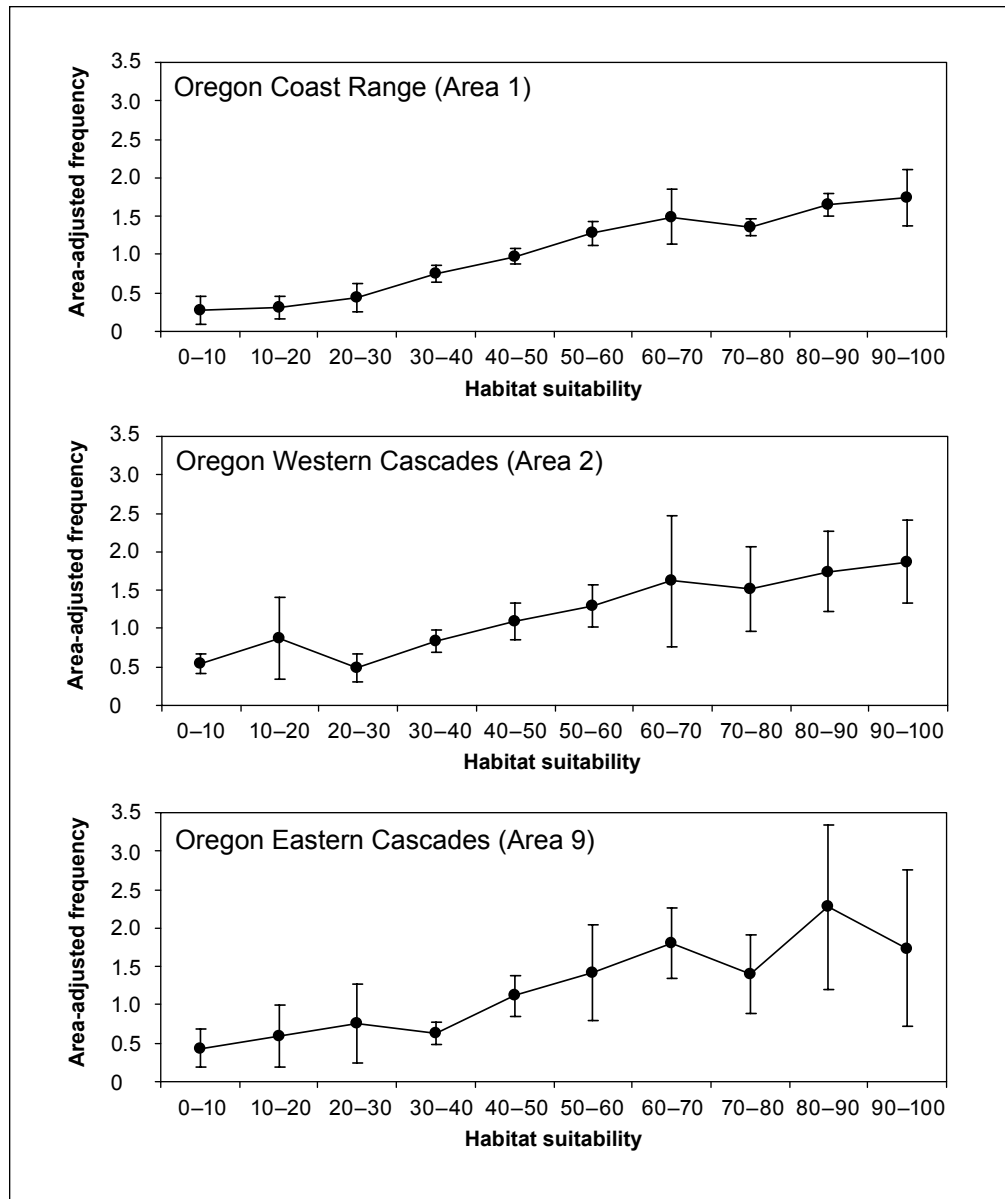 Oregon Coast Range (Area 1)
Area-adjusted frequency
3.5
3.0
2.5
2.0
1.5
1.0
0.5
0
0–10 10–20 20–30 30–40 40–50 50–60 60–70 70–80 80–90 90–100
Habitat suitability
Oregon Western Cascades (Area 2)
Area-adjusted frequency
3.5
3.0
2.5
2.0
1.5
1.0
0.5
0
0–10 10–20 20–30 30–40 40–50 50–60 60–70 70–80 80–90 90–100
Habitat suitability
Oregon Eastern Cascades (Area 9)
Area-adjusted frequency
3.5
3.0
2.5
2.0
1.5
1.0
0.5
0
0–10 10–20 20–30 30–40 40–50 50–60 60–70 70–80 80–90 90–100
Habitat suitability